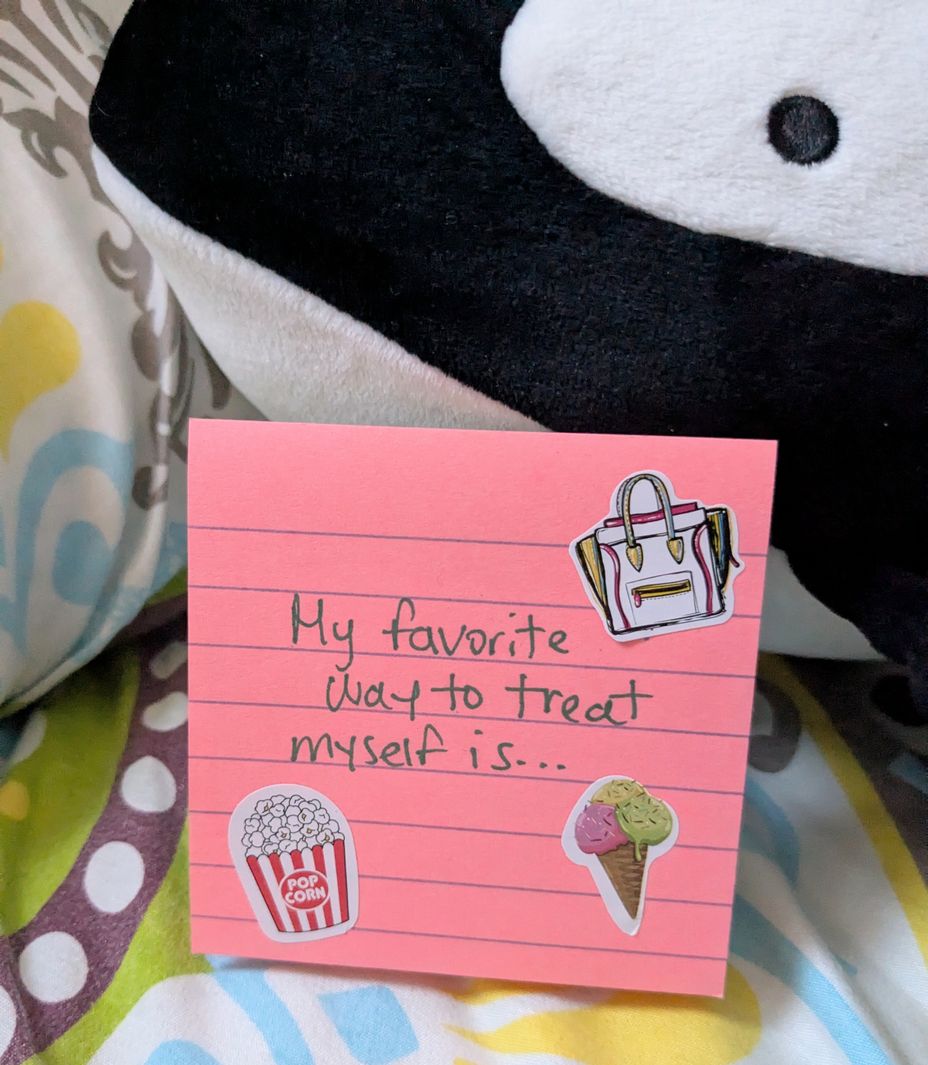 My favorite
way to treat
myself is...
POP
CORN